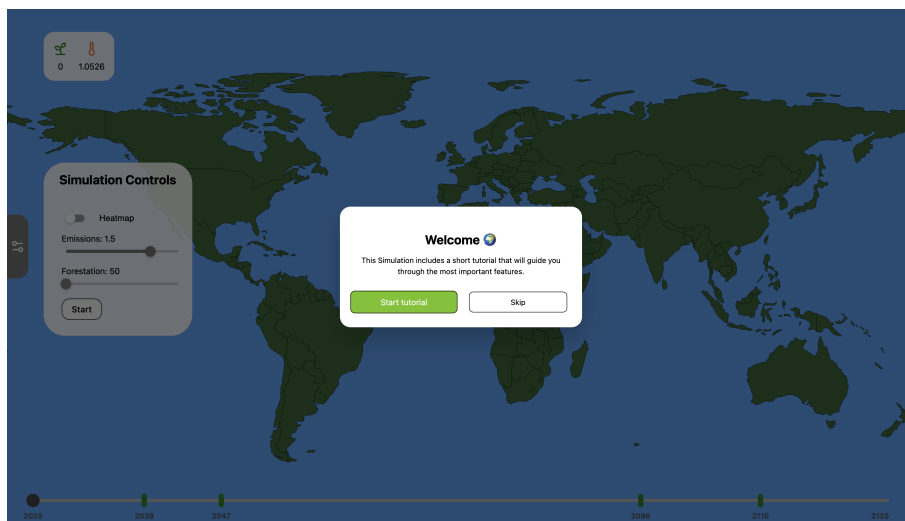 0 1.0526
Simulation Controls
Heatmap
Emissions: 1.5
Forestation: 50
Start
Welcome 🌍
This Simulation includes a short tutorial that will guide you
through the most important features.
Start tutorial Skip
2025 2038 2047 2096 2110 2125